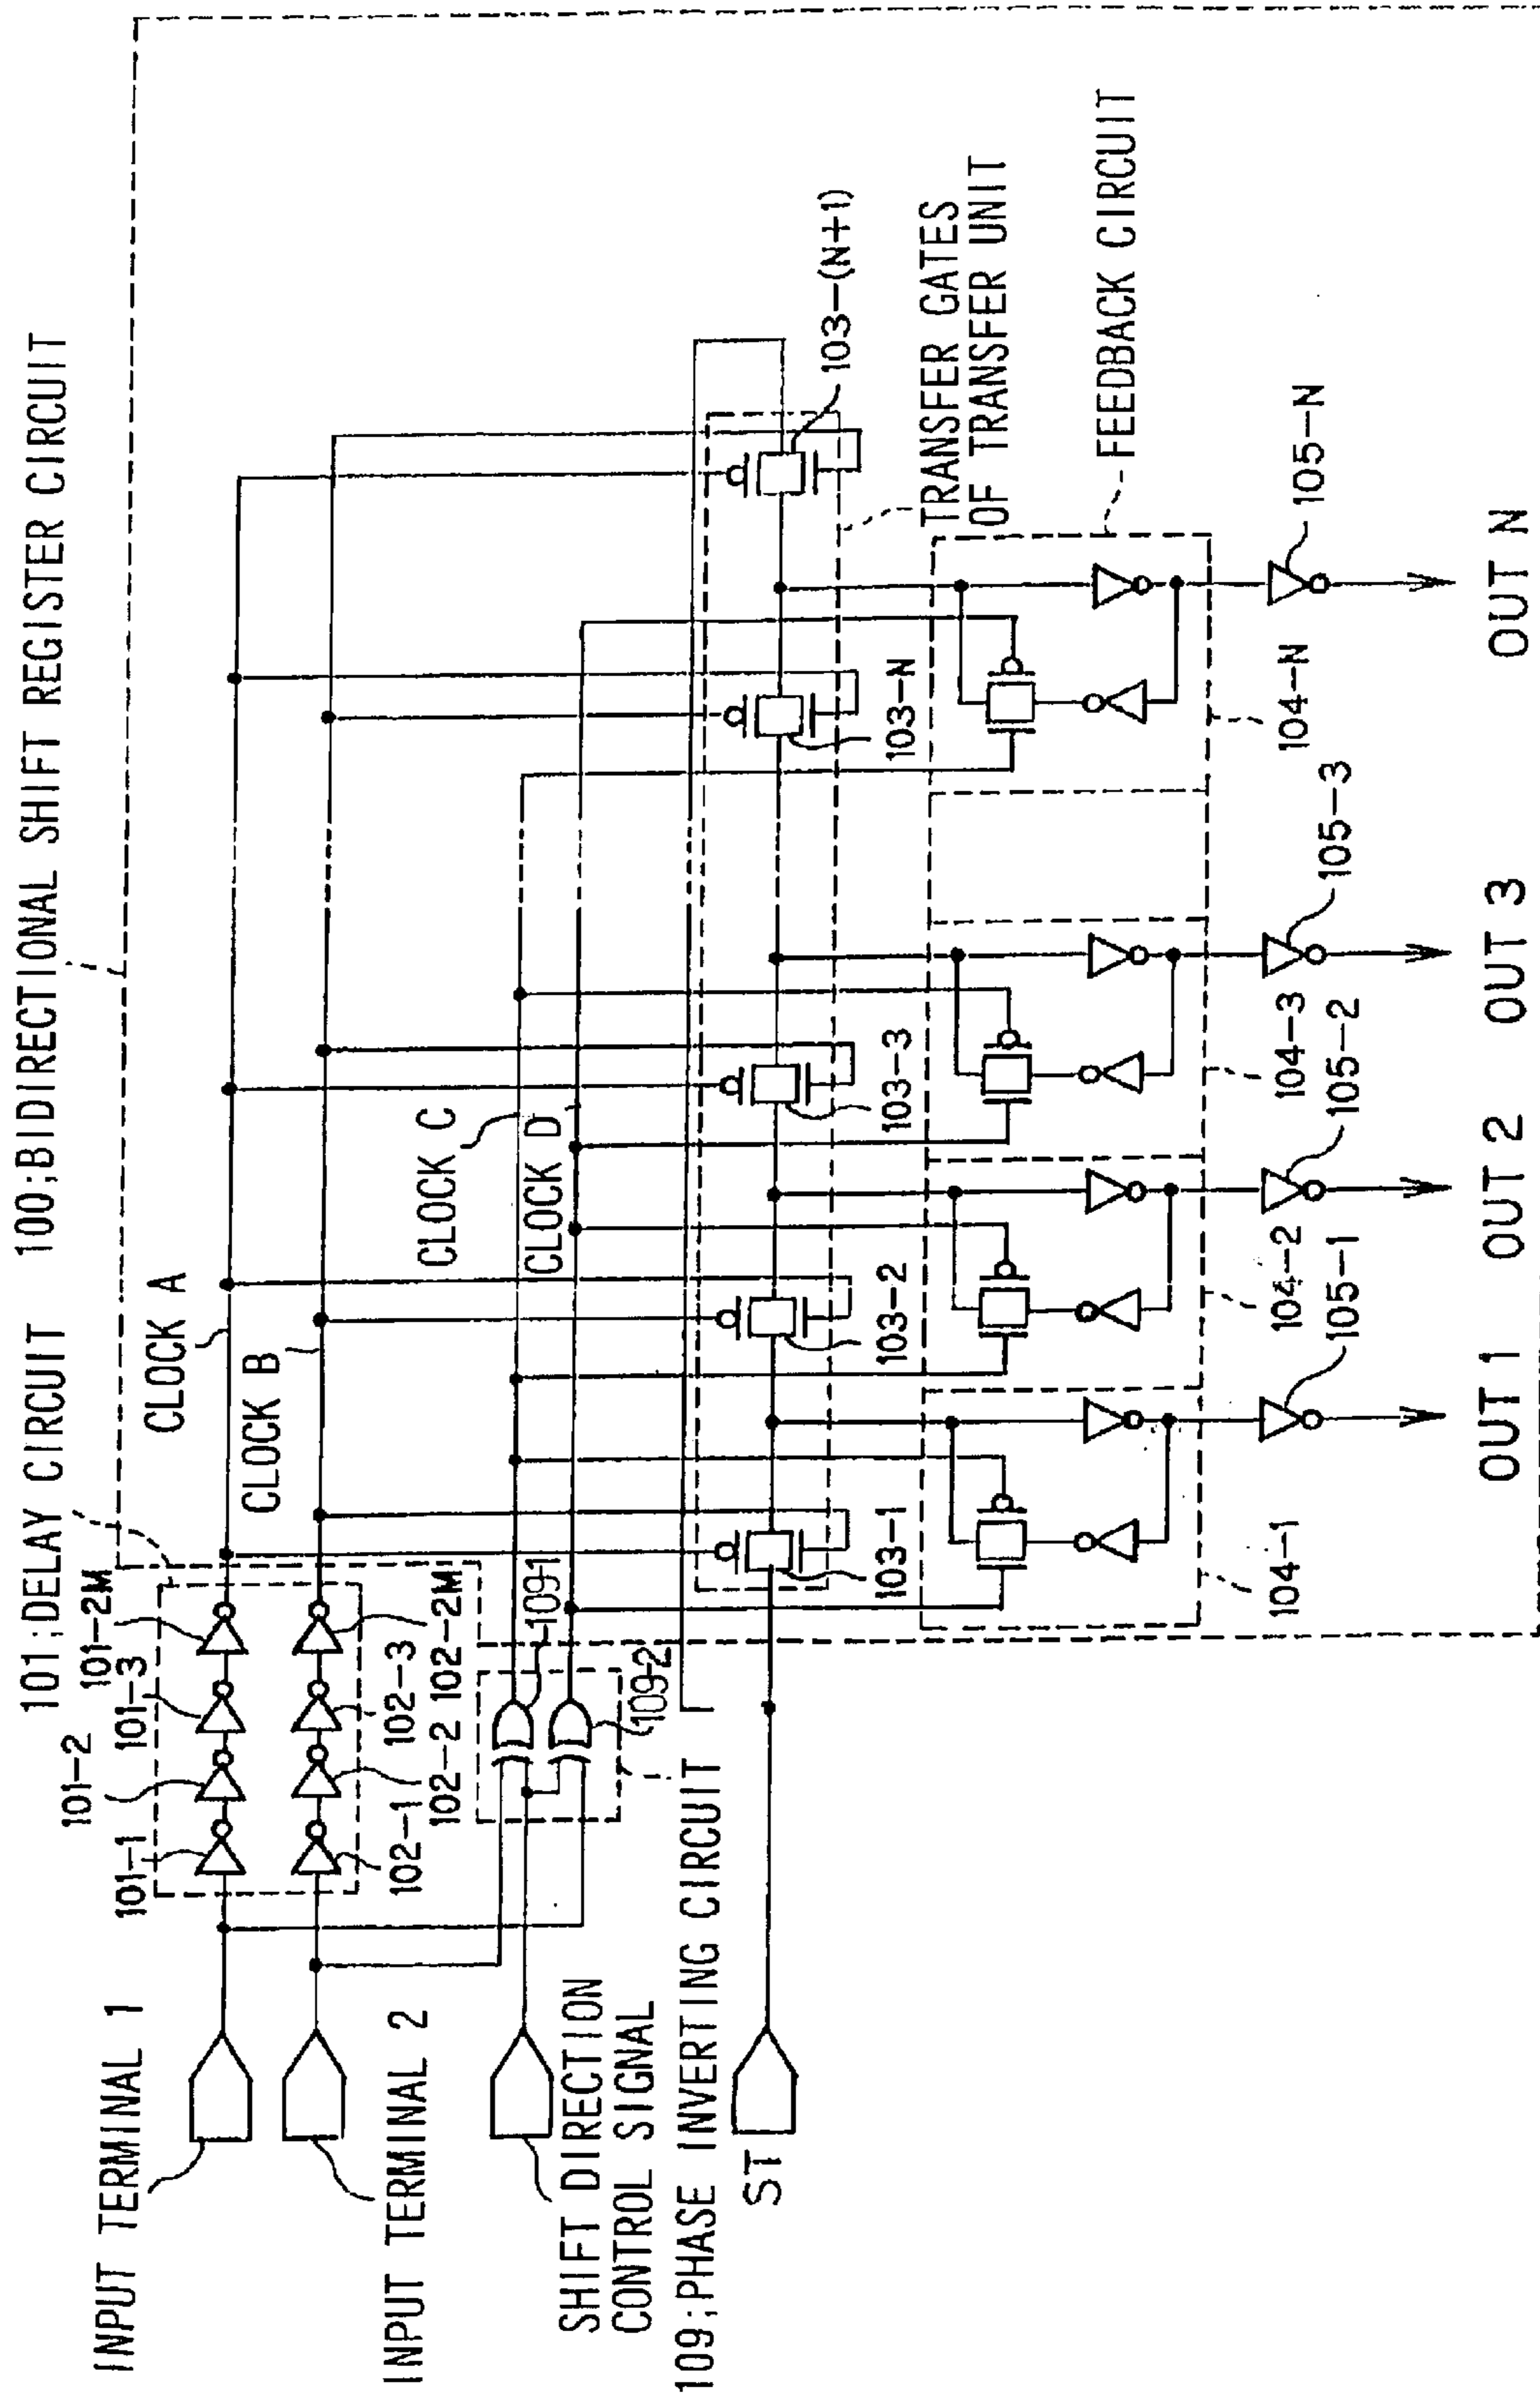 101;DELAY CIRCUIT
100;BIDIRECTIONAL SHIFT REGISTER CIRCUIT
INPUT TERMINAL 1
101-1
101-2
101-3
101-2M
CLOCK A
CLOCK B
102-1
102-2
102-3
102-2M
INPUT TERMINAL 2
109-1
109-2
CLOCK C
CLOCK D
SHIFT DIRECTION
CONTROL SIGNAL
109;PHASE INVERTING CIRCUIT
ST
103-1
103-2
103-3
103-N
103-(N+1)
TRANSFER GATES
OF TRANSFER UNIT
FEEDBACK CIRCUIT
104-1
104-2
104-3
104-N
105-1
105-2
105-3
105-N
OUT 1
OUT 2
OUT 3
OUT N